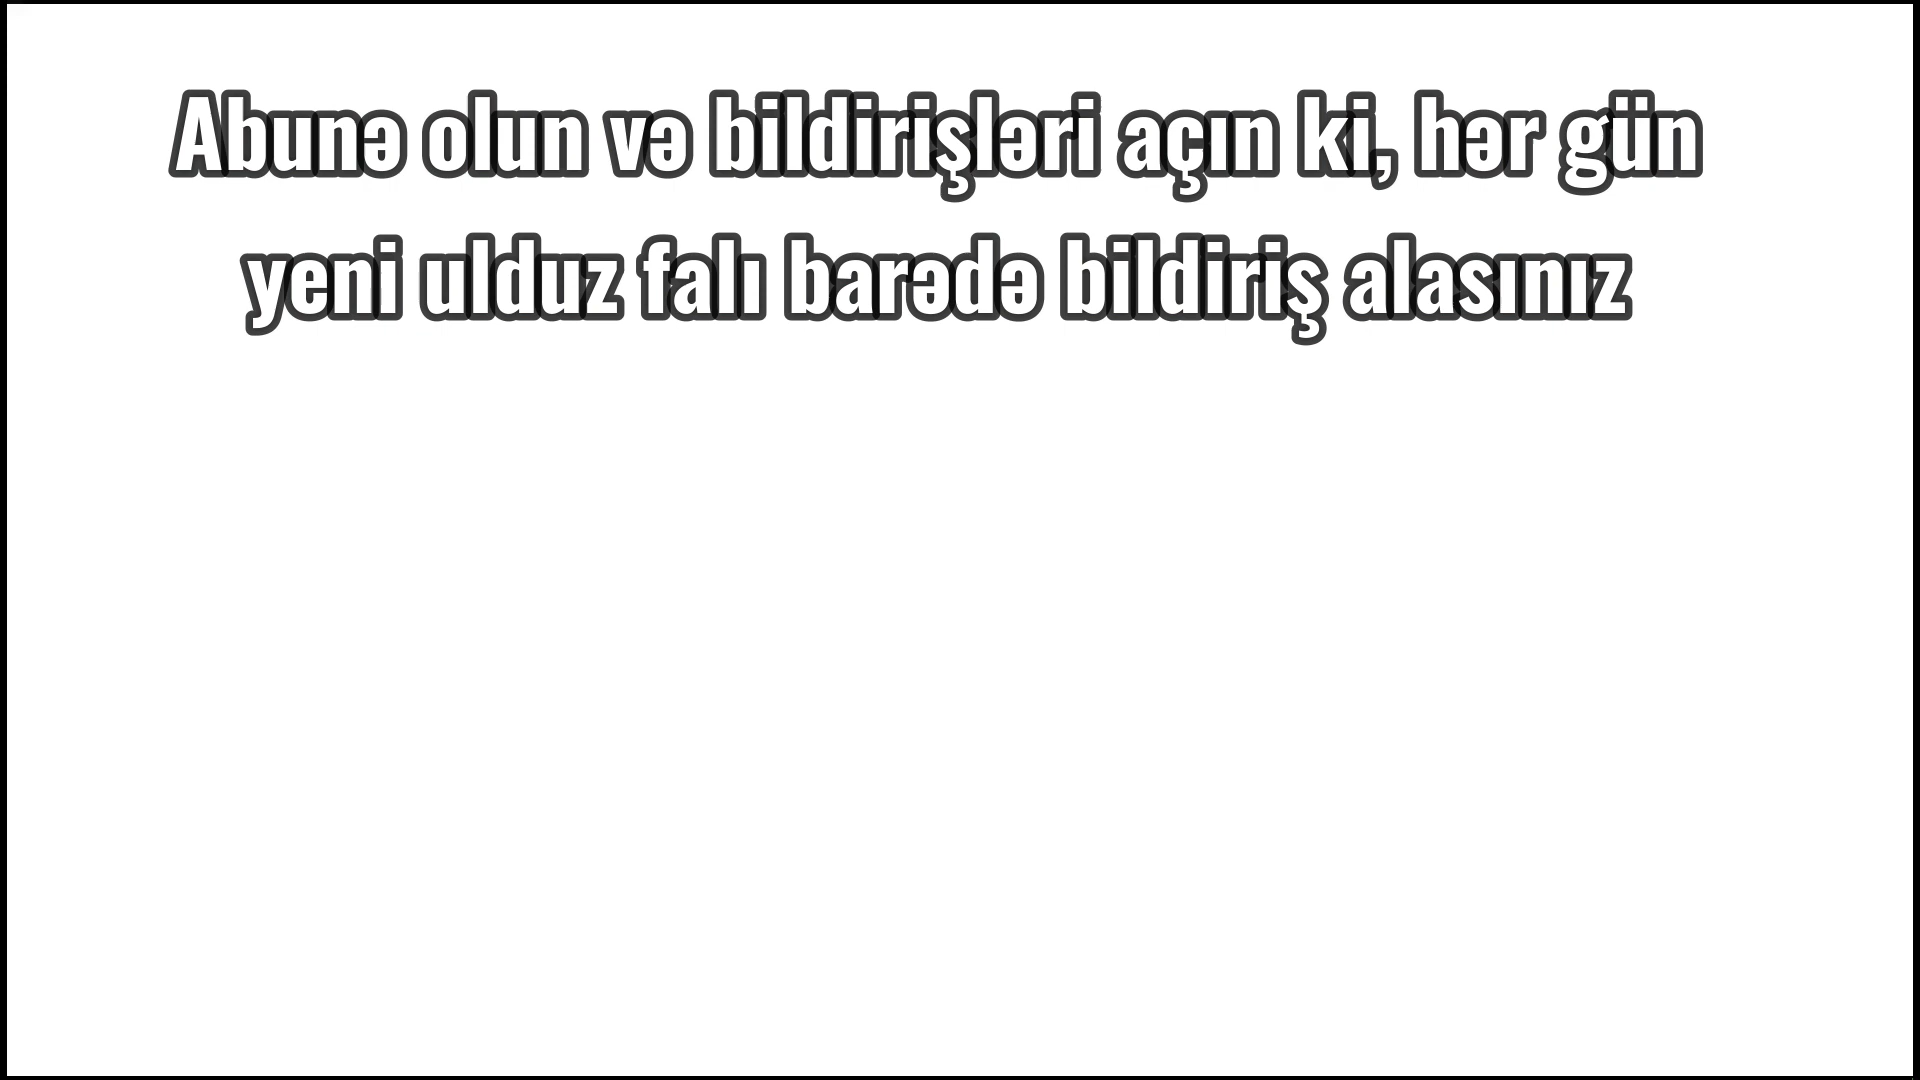 Abunə olun və bildirişləri açın ki, hər gün
yeni ulduz falı barədə bildiriş alasınız